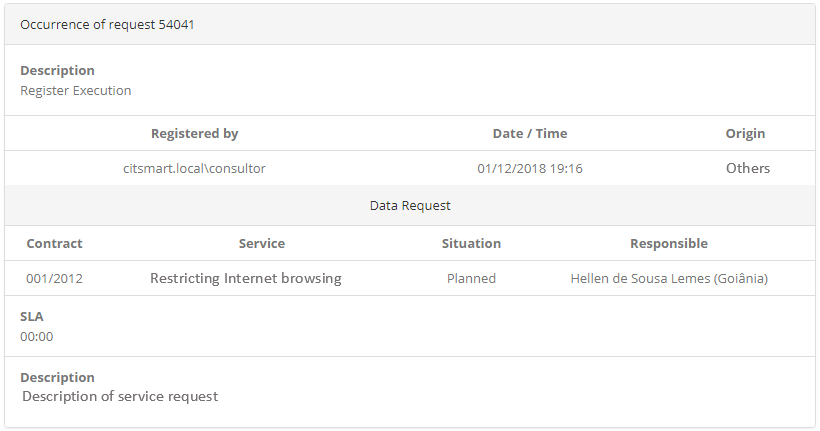 Occurrence of request 54041
Description
Register Execution
Registered by Date / Time Origin
citsmart.local\consultor 01/12/2018 19:16 Others
Data Request
Contract Service Situation Responsible
001/2012 Restricting Internet browsing Planned Hellen de Sousa Lemes (Goiânia)
SLA
00:00
Description
Description of service request